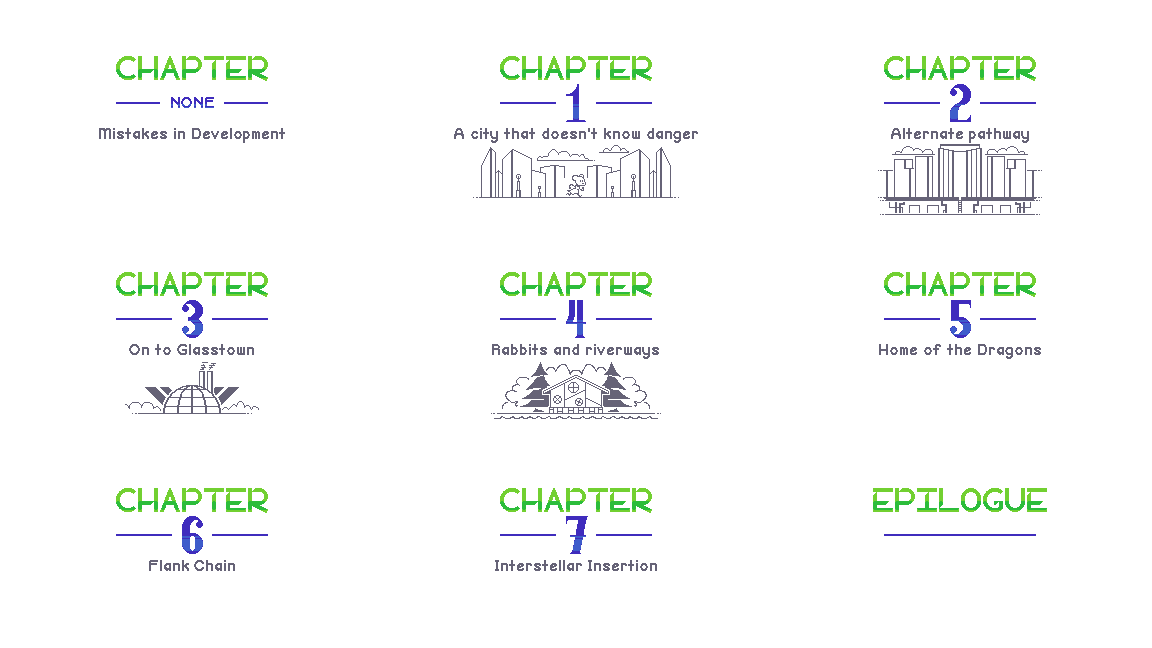 CHAPTER
NONE
Mistakes in Development
CHAPTER
1
A city that doesn't know danger
CHAPTER
2
Alternate pathway
CHAPTER
3
On to Glasstown
CHAPTER
4
Rabbits and riverways
CHAPTER
5
Home of the Dragons
CHAPTER
6
Flank Chain
CHAPTER
7
Interstellar Insertion
EPILOGUE